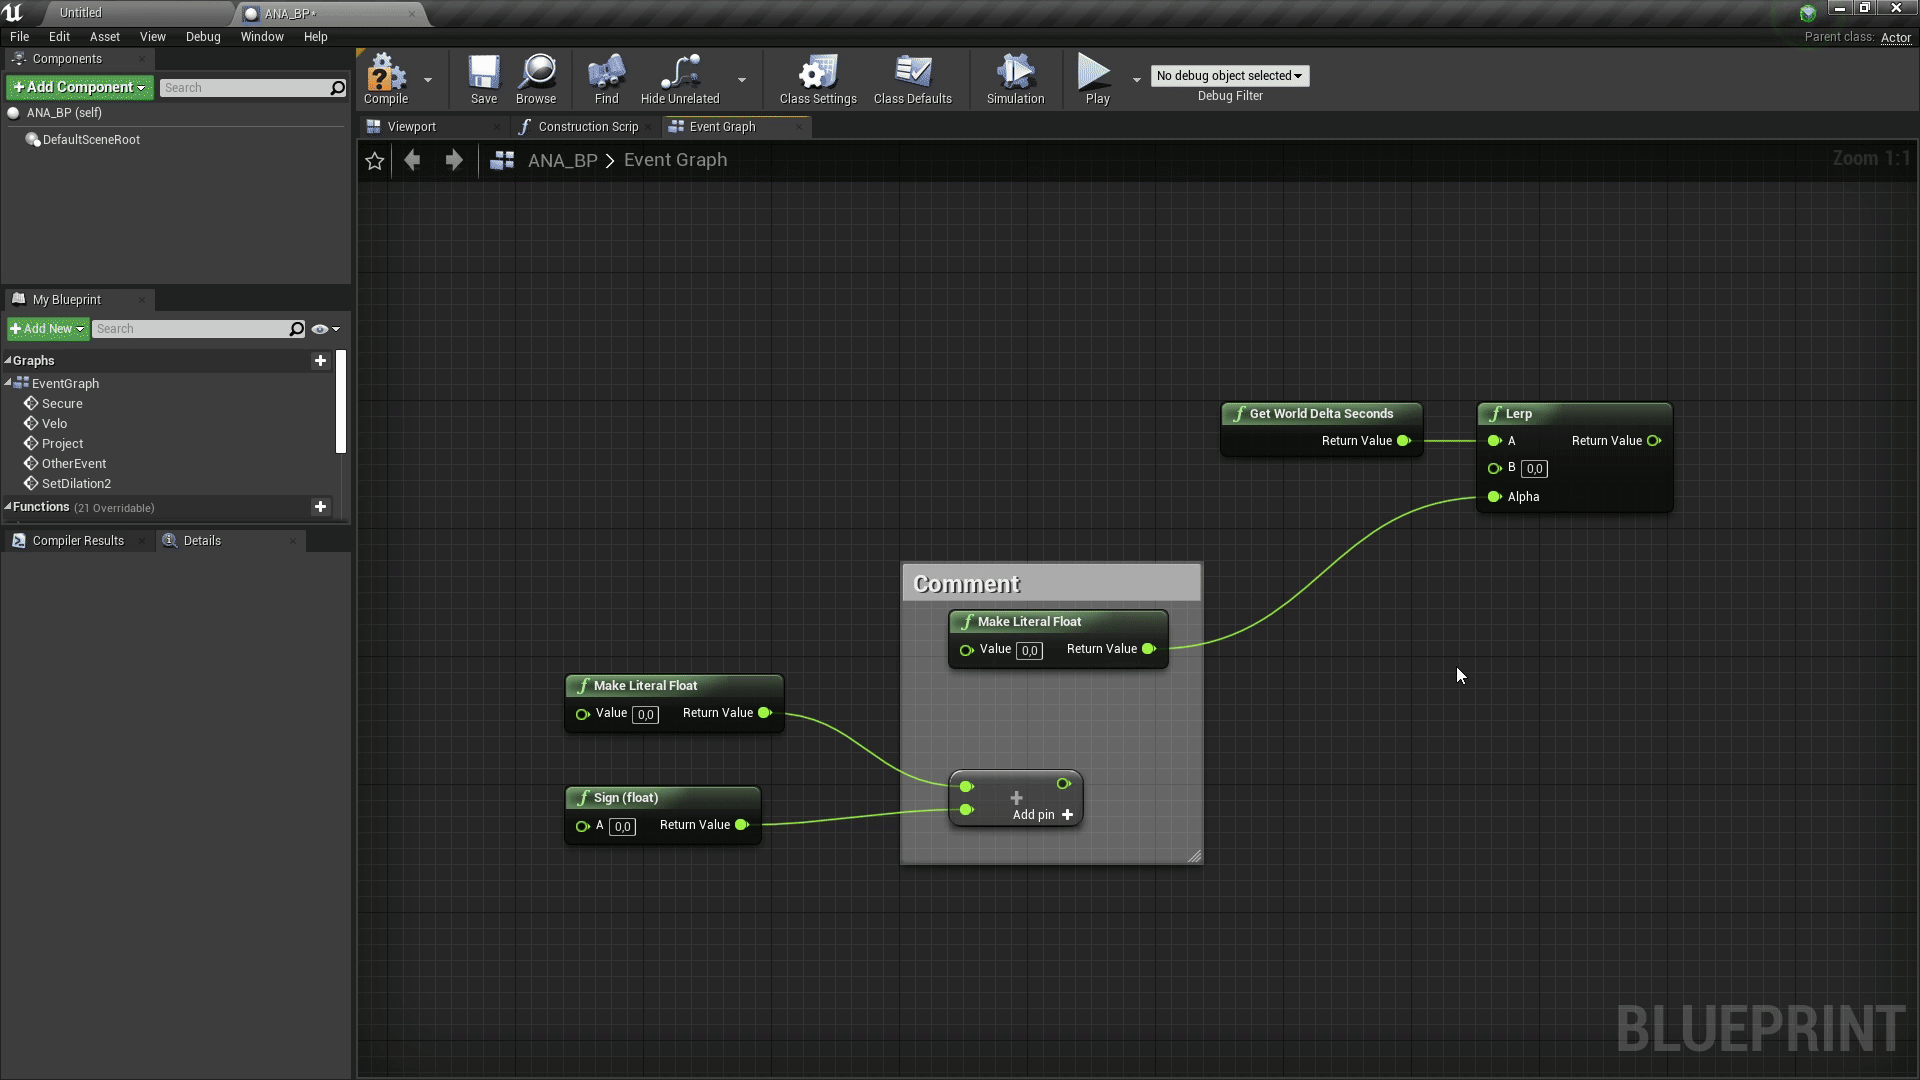 Untitled
ANA_BP*
File Edit Asset View Debug Window Help
Parent class: Actor
Components
+Add Component
Search
ANA_BP (self)
DefaultSceneRoot
Compile
Save
Browse
Find
Hide Unrelated
Class Settings
Class Defaults
Simulation
Play
No debug object selected
Debug Filter
Viewport
Construction Scrip
Event Graph
ANA_BP > Event Graph
Zoom 1:1
My Blueprint
+Add New
Search
Graphs
EventGraph
Secure
Velo
Project
OtherEvent
SetDilation2
Functions (21 Overridable)
Compiler Results
Details
Get World Delta Seconds
Return Value
Lerp
A Return Value
B 0,0
Alpha
Comment
Make Literal Float
Value 0,0 Return Value
Make Literal Float
Value 0,0 Return Value
Sign (float)
A 0,0 Return Value
+
Add pin +
BLUEPRINT